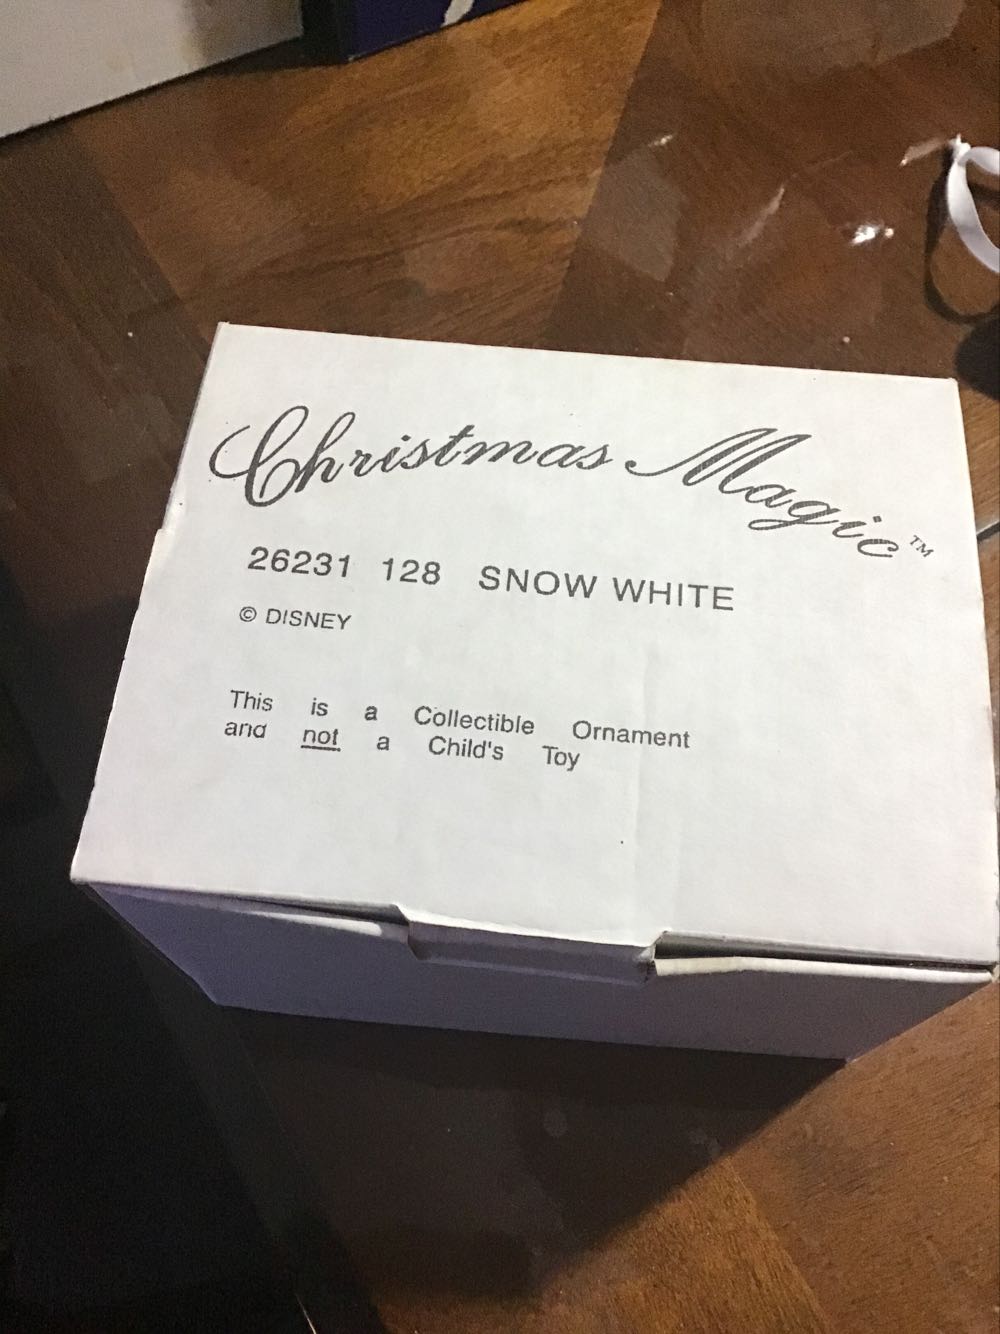 Christmas Magic™
26231 128 SNOW WHITE
© DISNEY
This is a Collectible Ornament
and not a Child's Toy